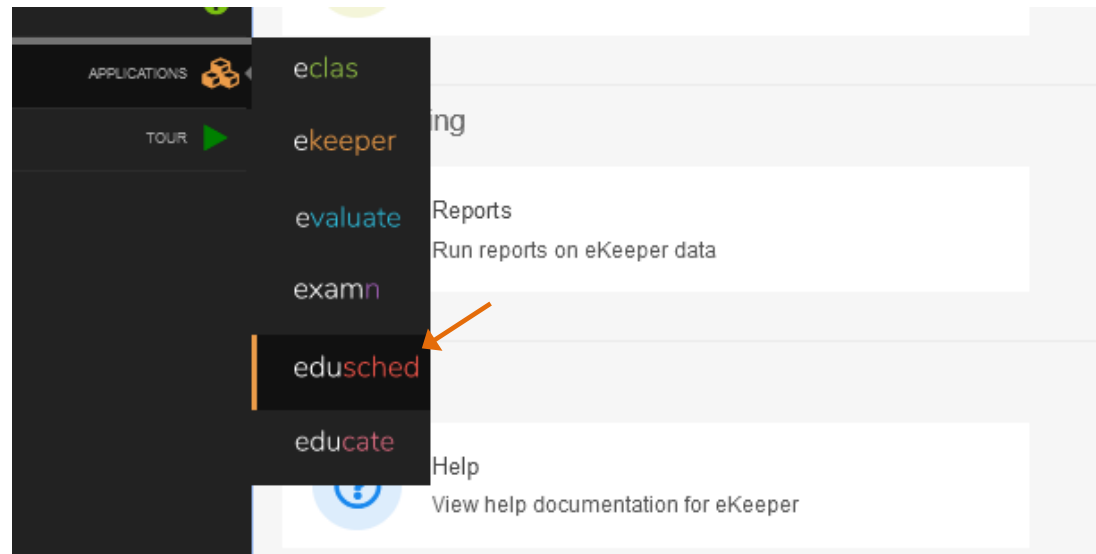 APPLICATIONS
TOUR
eclas
ekeeper
evaluate
examn
edusched
educate
ing
Reports
Run reports on eKeeper data
Help
View help documentation for eKeeper